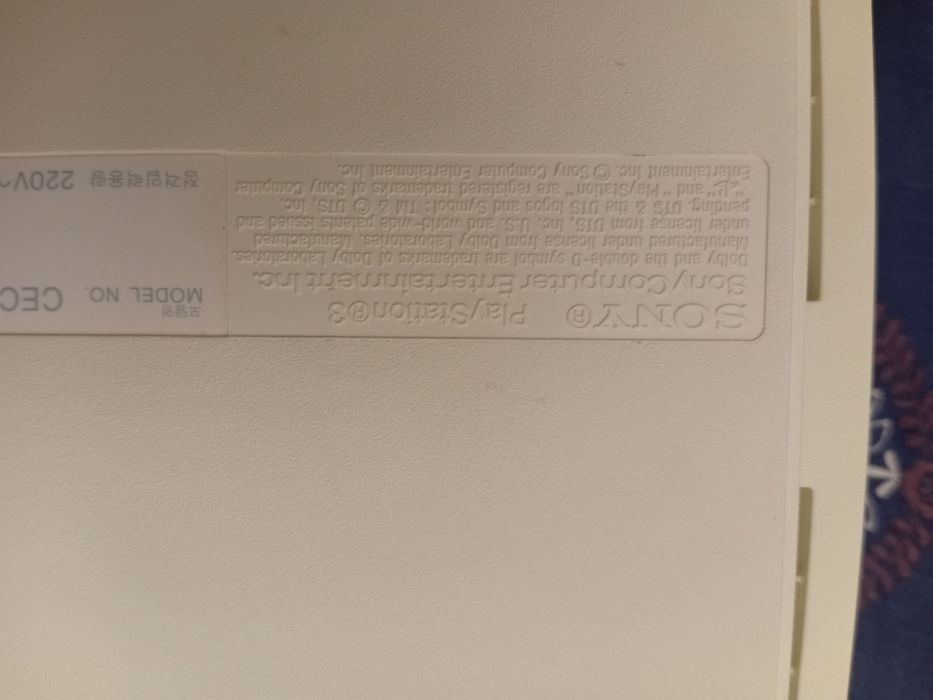 SONY® PlayStation®3
Sony Computer Entertainment Inc.
Dolby and the double-D symbol are trademarks of Dolby Laboratories.
Manufactured under license from Dolby Laboratories. Manufactured
under license from DTS, Inc. U.S. and world-wide patents issued and
pending. DTS & the DTS logos and Symbol : TM & © DTS, Inc.
" " and "PlayStation" are registered trademarks of Sony Computer
Entertainment Inc. © Sony Computer Entertainment Inc.
모델명
MODEL NO. CEC
정격입력용량 220V~